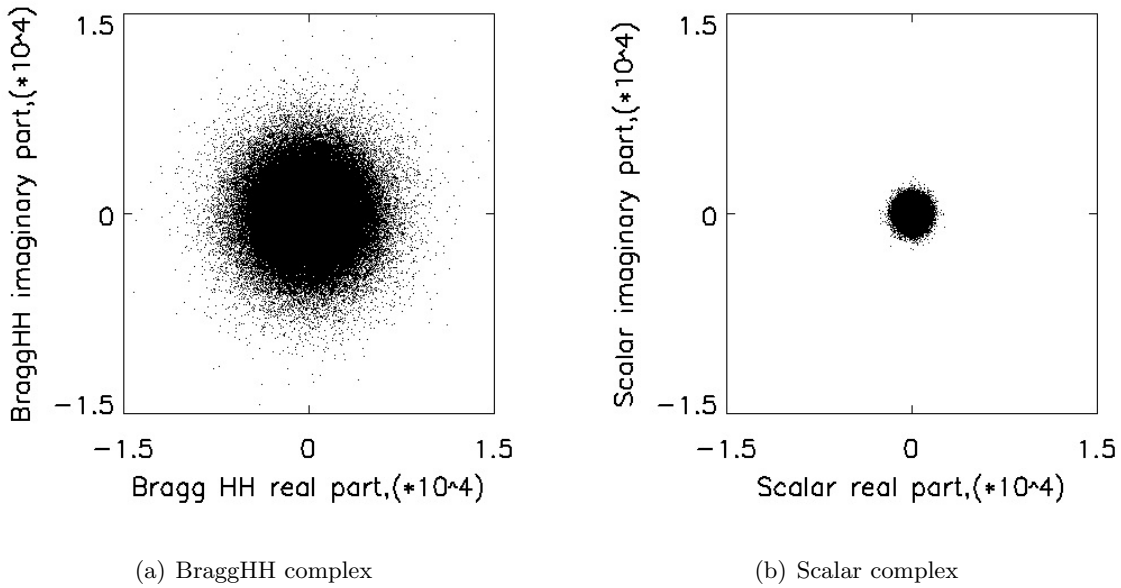 1.5
0
−1.5
BraggHH imaginary part,(*10^4)
−1.5 0 1.5
Bragg HH real part,(*10^4)
(a) BraggHH complex
1.5
0
−1.5
Scalar imaginary part,(*10^4)
−1.5 0 1.5
Scalar real part,(*10^4)
(b) Scalar complex